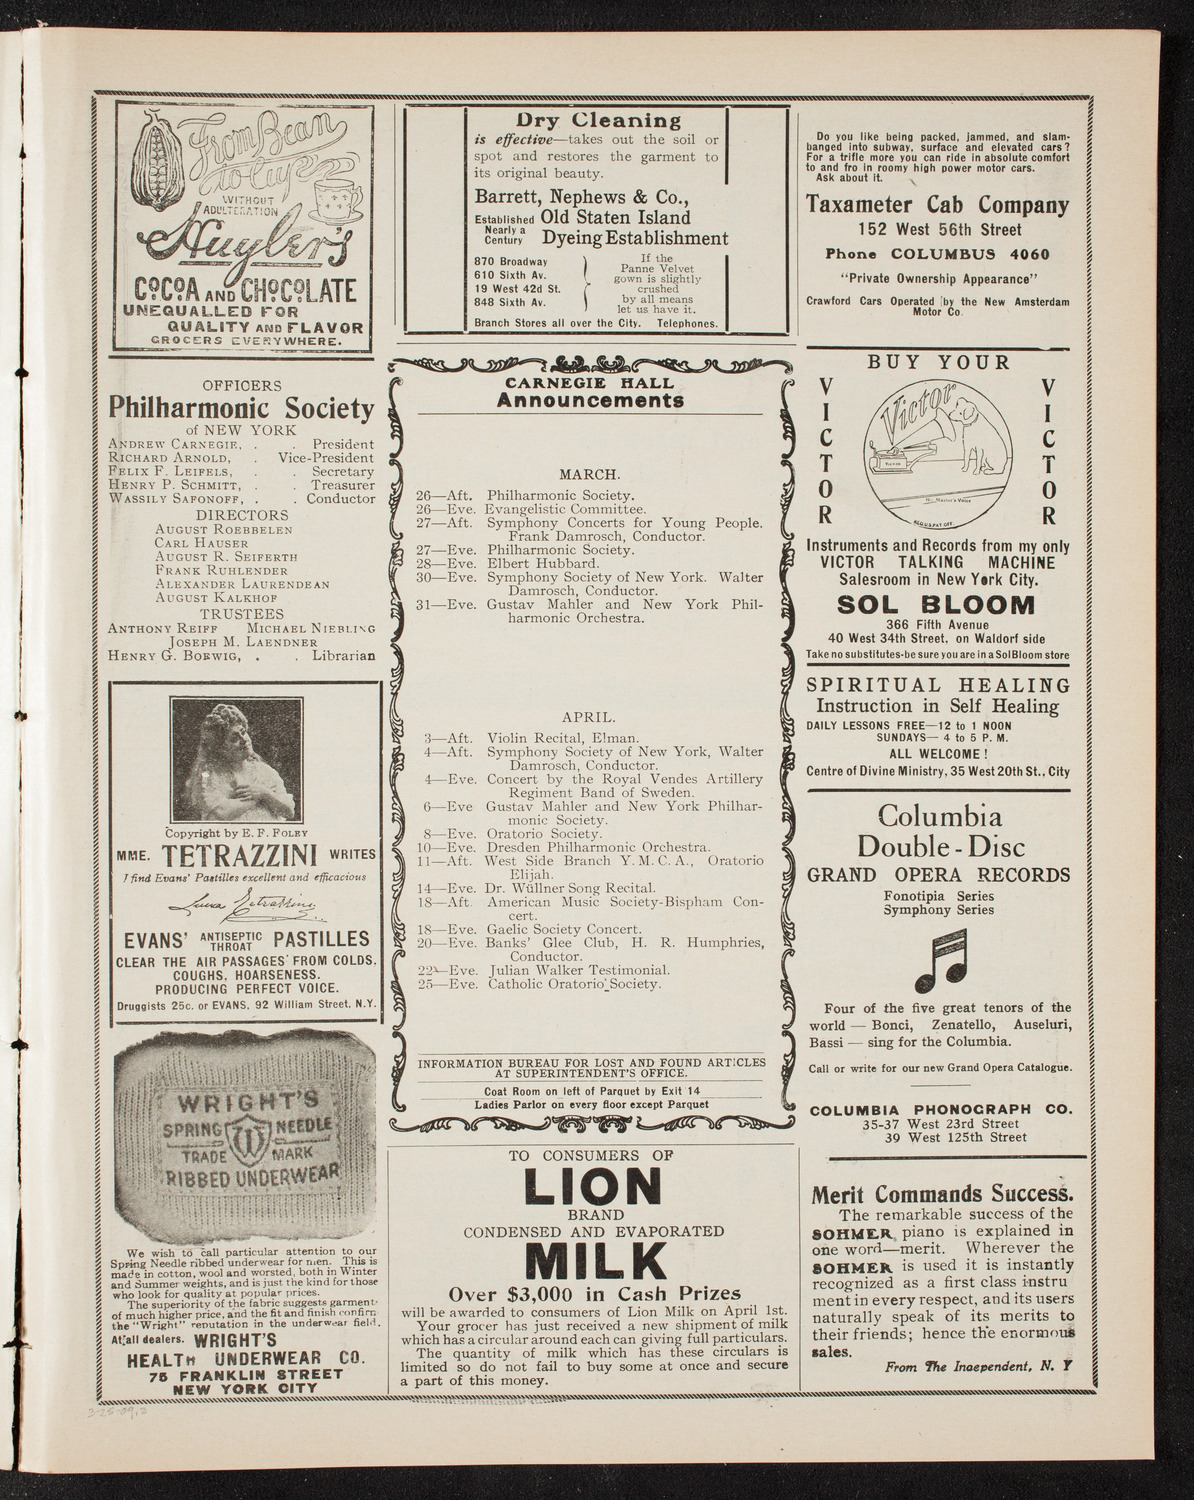 From Bean
to Cup
WITHOUT
ADULTERATION
Huyler's
COCOA AND CHOCOLATE
UNEQUALLED FOR
QUALITY AND FLAVOR
GROCERS EVERYWHERE.
OFFICERS
Philharmonic Society
of NEW YORK
ANDREW CARNEGIE, . . President
RICHARD ARNOLD, . Vice-President
FELIX F. LEIFELS, . . Secretary
HENRY P. SCHMITT, . . Treasurer
WASSILY SAFONOFF, . . Conductor
DIRECTORS
AUGUST ROEBBELEN
CARL HAUSER
AUGUST R. SEIFERTH
FRANK RUHLENDER
ALEXANDER LAURENDEAN
AUGUST KALKHOF
TRUSTEES
ANTHONY REIFF MICHAEL NIEBLING
JOSEPH M. LAENDNER
HENRY G. BOEWIG, . . Librarian
Copyright by E. F. FOLEY
MME. TETRAZZINI WRITES
I find Evans' Pastilles excellent and efficacious
Luisa Tetrazzini
EVANS' ANTISEPTIC THROAT PASTILLES
CLEAR THE AIR PASSAGES FROM COLDS,
COUGHS, HOARSENESS.
PRODUCING PERFECT VOICE.
Druggists 25c. or EVANS, 92 William Street, N.Y.
WRIGHT'S
SPRING NEEDLE
TRADE MARK
RIBBED UNDERWEAR
We wish to call particular attention to our
Spring Needle ribbed underwear for men. This is
made in cotton, wool and worsted, both in Winter
and Summer weights, and is just the kind for those
who look for quality at popular prices.
The superiority of the fabric suggests garments
of much higher price, and the fit and finish confirm
the "Wright" reputation in the underwear field.
At all dealers. WRIGHT'S
HEALTH UNDERWEAR CO.
75 FRANKLIN STREET
NEW YORK CITY
Dry Cleaning
is effective—takes out the soil or
spot and restores the garment to
its original beauty.
Barrett, Nephews & Co.,
Established Nearly a Century
Old Staten Island
Dyeing Establishment
870 Broadway
610 Sixth Av.
19 West 42d St.
848 Sixth Av.
If the
Panne Velvet
gown is slightly
crushed
by all means
let us have it.
Branch Stores all over the City. Telephones.
CARNEGIE HALL
Announcements
MARCH.
26—Aft. Philharmonic Society.
26—Eve. Evangelistic Committee.
27—Aft. Symphony Concerts for Young People.
Frank Damrosch, Conductor.
27—Eve. Philharmonic Society.
28—Eve. Elbert Hubbard.
30—Eve. Symphony Society of New York. Walter
Damrosch, Conductor.
31—Eve. Gustav Mahler and New York Phil-
harmonic Orchestra.
APRIL.
3—Aft. Violin Recital, Elman.
4—Aft. Symphony Society of New York, Walter
Damrosch, Conductor.
4—Eve. Concert by the Royal Vendes Artillery
Regiment Band of Sweden.
6—Eve Gustav Mahler and New York Philhar-
monic Society.
8—Eve. Oratorio Society.
10—Eve. Dresden Philharmonic Orchestra.
11—Aft. West Side Branch Y. M. C. A., Oratorio
Elijah.
14—Eve. Dr. Wüllner Song Recital.
18—Aft. American Music Society-Bispham Con-
cert.
18—Eve. Gaelic Society Concert.
20—Eve. Banks' Glee Club, H. R. Humphries,
Conductor.
22—Eve. Julian Walker Testimonial.
25—Eve. Catholic Oratorio Society.
INFORMATION BUREAU FOR LOST AND FOUND ARTICLES
AT SUPERINTENDENT'S OFFICE.
Coat Room on left of Parquet by Exit 14
Ladies Parlor on every floor except Parquet
TO CONSUMERS OF
LION
BRAND
CONDENSED AND EVAPORATED
MILK
Over $3,000 in Cash Prizes
will be awarded to consumers of Lion Milk on April 1st.
Your grocer has just received a new shipment of milk
which has a circular around each can giving full particulars.
The quantity of milk which has these circulars is
limited so do not fail to buy some at once and secure
a part of this money.
Do you like being packed, jammed, and slam-
banged into subway, surface and elevated cars?
For a trifle more you can ride in absolute comfort
to and fro in roomy high power motor cars.
Ask about it.
Taxameter Cab Company
152 West 56th Street
Phone COLUMBUS 4060
"Private Ownership Appearance"
Crawford Cars Operated by the New Amsterdam
Motor Co.
BUY YOUR
VICTOR
Victor
VICTOR
His Master's Voice
Instruments and Records from my only
VICTOR TALKING MACHINE
Salesroom in New York City.
SOL BLOOM
366 Fifth Avenue
40 West 34th Street, on Waldorf side
Take no substitutes-be sure you are in a Sol Bloom store
SPIRITUAL HEALING
Instruction in Self Healing
DAILY LESSONS FREE—12 to 1 NOON
SUNDAYS— 4 to 5 P. M.
ALL WELCOME!
Centre of Divine Ministry, 35 West 20th St., City
Columbia
Double-Disc
GRAND OPERA RECORDS
Fonotipia Series
Symphony Series
Four of the five great tenors of the
world — Bonci, Zenatello, Auseluri,
Bassi — sing for the Columbia.
Call or write for our new Grand Opera Catalogue.
COLUMBIA PHONOGRAPH CO.
35-37 West 23rd Street
39 West 125th Street
Merit Commands Success.
The remarkable success of the
SOHMER piano is explained in
one word—merit. Wherever the
SOHMER is used it is instantly
recognized as a first class instru
ment in every respect, and its users
naturally speak of its merits to
their friends; hence the enormous
sales.
From The Independent, N. Y
3-25-09,2